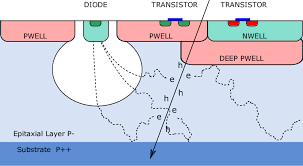 DIODE TRANSISTOR TRANSISTOR
PWELL PWELL NWELL
DEEP PWELL
h
e e
h
h
e
e h
Epitaxial Layer P-
Substrate P++